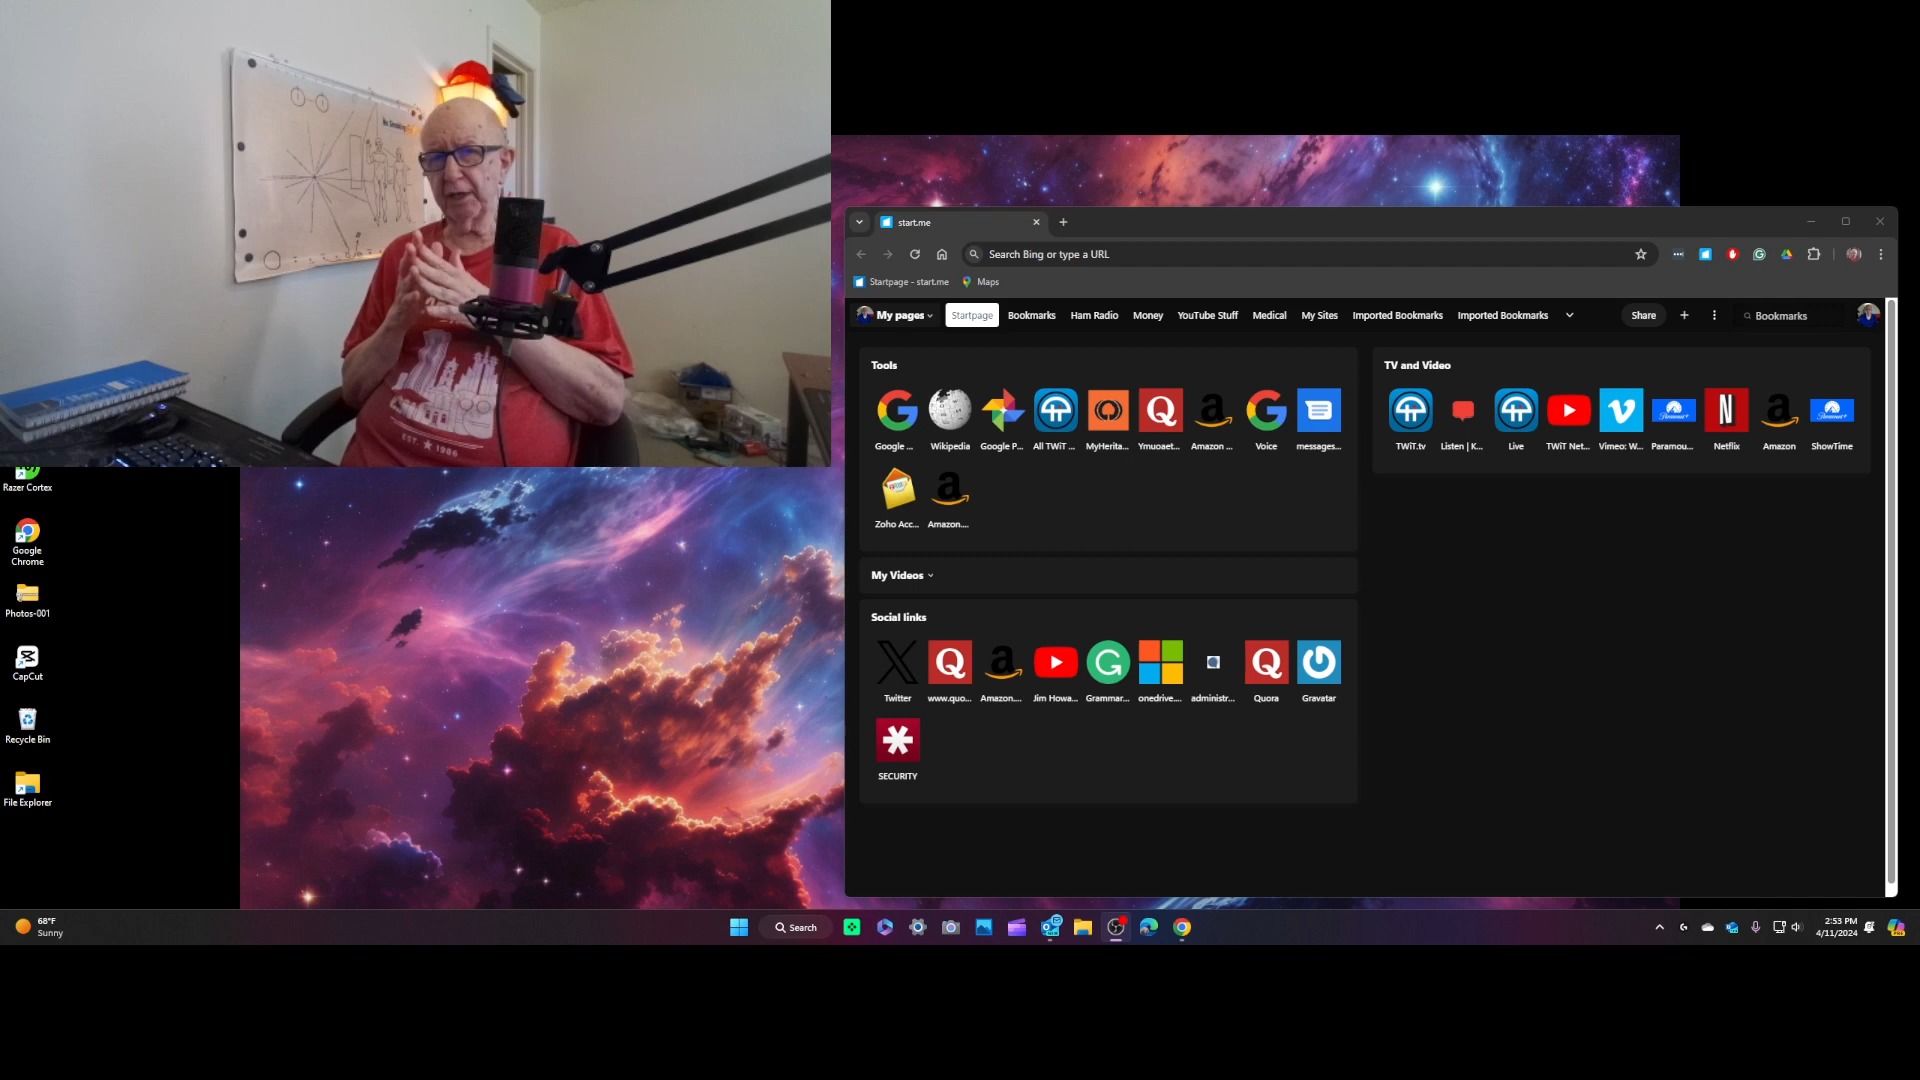 No Smoking
EST. ★ 1986
Razer Cortex
Google
Chrome
Photos-001
CapCut
Recycle Bin
File Explorer
start.me
Search Bing or type a URL
Startpage - start.me Maps
My pages Startpage Bookmarks Ham Radio Money YouTube Stuff Medical My Sites Imported Bookmarks Imported Bookmarks Share Bookmarks
Tools
Google ... Wikipedia Google P... All TWiT ... MyHerita... Ymuoaet... Amazon ... Voice messages...
Zoho Acc... Amazon....
TV and Video
TWiT.tv Listen | K... Live TWiT Net... Vimeo: W... Paramou... Netflix Amazon ShowTime
My Videos
Social links
Twitter www.quo... Amazon.... Jim Howa... Grammar... onedrive.... administr... Quora Gravatar
SECURITY
68°F
Sunny
Search
2:53 PM
4/11/2024